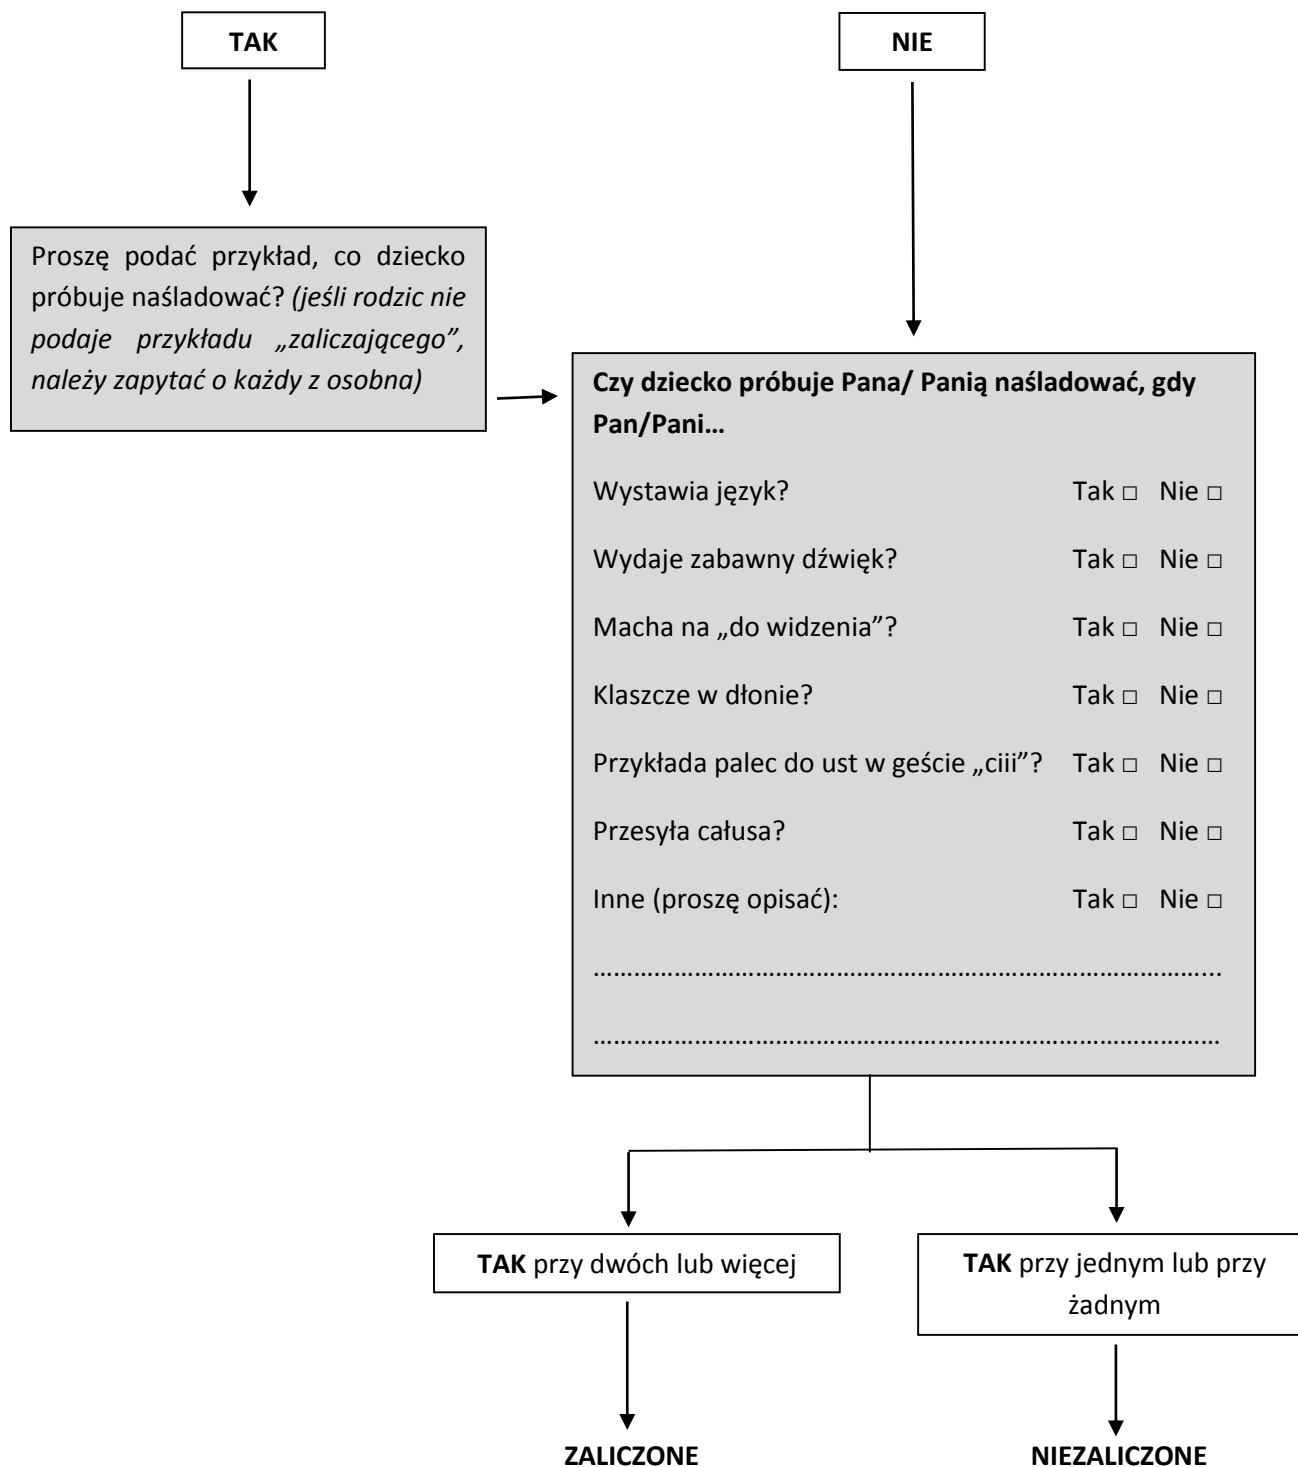 TAK
NIE
Proszę podać przykład, co dziecko
próbuje naśladować? (jeśli rodzic nie
podaje przykładu „zaliczającego”,
należy zapytać o każdy z osobna)
Czy dziecko próbuje Pana/ Panią naśladować, gdy
Pan/Pani…
Wystawia język? Tak □ Nie □
Wydaje zabawny dźwięk? Tak □ Nie □
Macha na „do widzenia”? Tak □ Nie □
Klaszcze w dłonie? Tak □ Nie □
Przykłada palec do ust w geście „ciii”? Tak □ Nie □
Przesyła całusa? Tak □ Nie □
Inne (proszę opisać): Tak □ Nie □
………………………………………………………………………………...
………………………………………………………………………………
TAK przy dwóch lub więcej
TAK przy jednym lub przy
żadnym
ZALICZONE
NIEZALICZONE